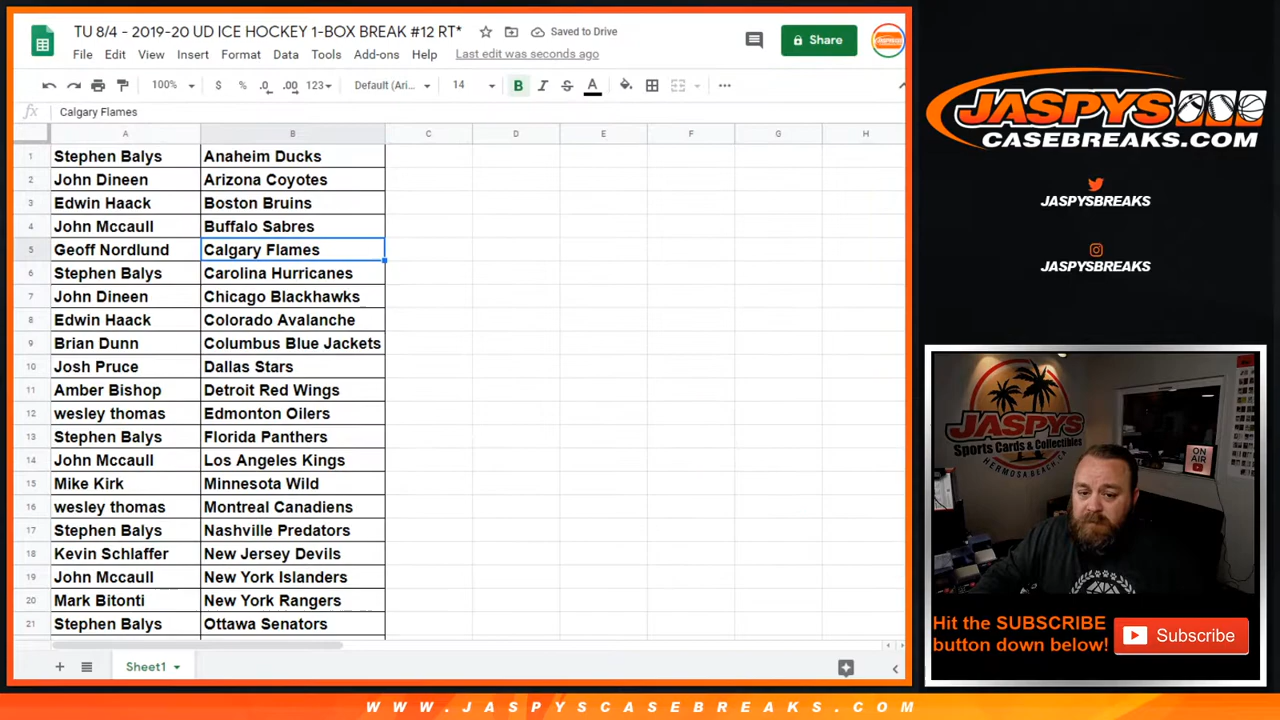 TU 8/4 - 2019-20 UD ICE HOCKEY 1-BOX BREAK #12 RT*
Saved to Drive
Share
File Edit View Insert Format Data Tools Add-ons Help Last edit was seconds ago
100% $ % .0 .00 123 Default (Ari... 14 B I S A
fx Calgary Flames
A B C D E F G H
1 Stephen Balys Anaheim Ducks
2 John Dineen Arizona Coyotes
3 Edwin Haack Boston Bruins
4 John Mccaull Buffalo Sabres
5 Geoff Nordlund Calgary Flames
6 Stephen Balys Carolina Hurricanes
7 John Dineen Chicago Blackhawks
8 Edwin Haack Colorado Avalanche
9 Brian Dunn Columbus Blue Jackets
10 Josh Pruce Dallas Stars
11 Amber Bishop Detroit Red Wings
12 wesley thomas Edmonton Oilers
13 Stephen Balys Florida Panthers
14 John Mccaull Los Angeles Kings
15 Mike Kirk Minnesota Wild
16 wesley thomas Montreal Canadiens
17 Stephen Balys Nashville Predators
18 Kevin Schlaffer New Jersey Devils
19 John Mccaull New York Islanders
20 Mark Bitonti New York Rangers
21 Stephen Balys Ottawa Senators
Sheet1
JASPYS
CASEBREAKS.COM
JASPYSBREAKS
JASPYSBREAKS
JASPYS
Sports Cards & Collectibles
HERMOSA BEACH, CA
ON AIR
Hit the SUBSCRIBE
button down below!
Subscribe
WWW.JASPYSCASEBREAKS.COM